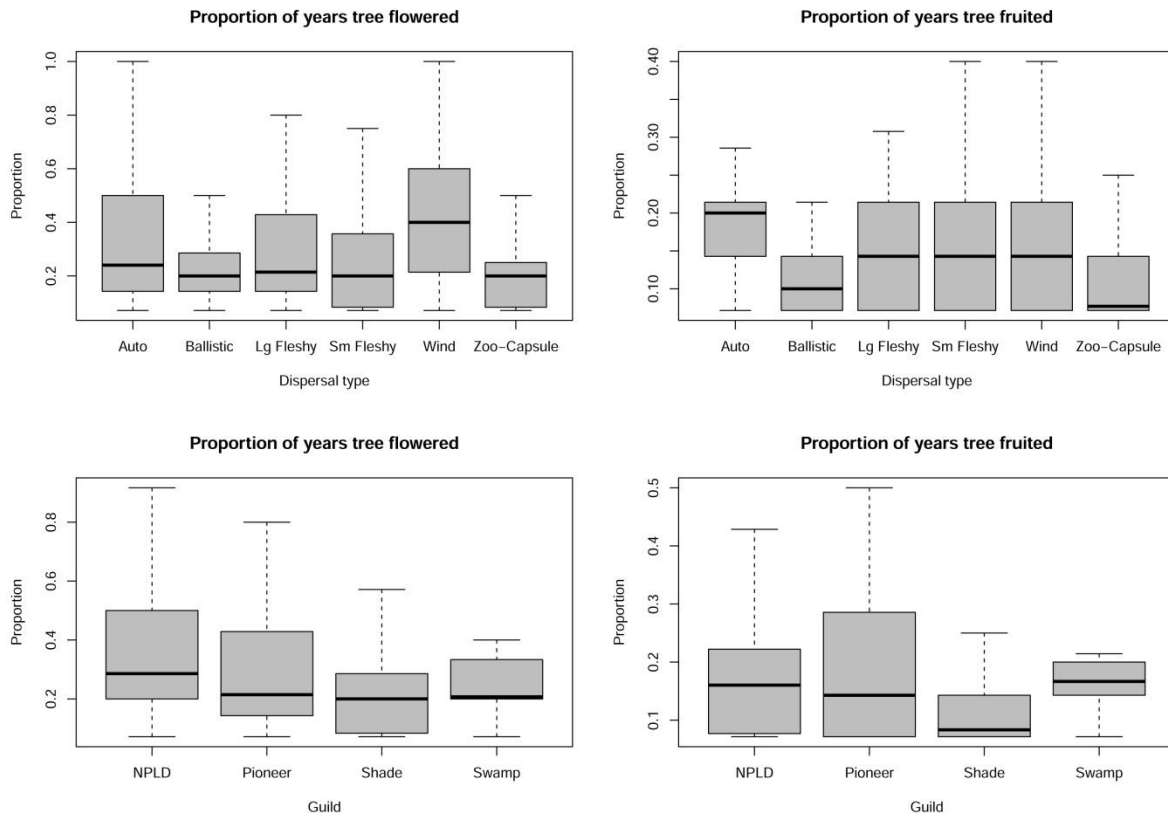 Proportion of years tree flowered
Proportion
1.0
0.8
0.6
0.4
0.2
Auto Ballistic Lg Fleshy Sm Fleshy Wind Zoo−Capsule
Dispersal type
Proportion of years tree fruited
Proportion
0.40
0.30
0.20
0.10
Auto Ballistic Lg Fleshy Sm Fleshy Wind Zoo−Capsule
Dispersal type
Proportion of years tree flowered
Proportion
0.8
0.6
0.4
0.2
NPLD Pioneer Shade Swamp
Guild
Proportion of years tree fruited
Proportion
0.5
0.4
0.3
0.2
0.1
NPLD Pioneer Shade Swamp
Guild